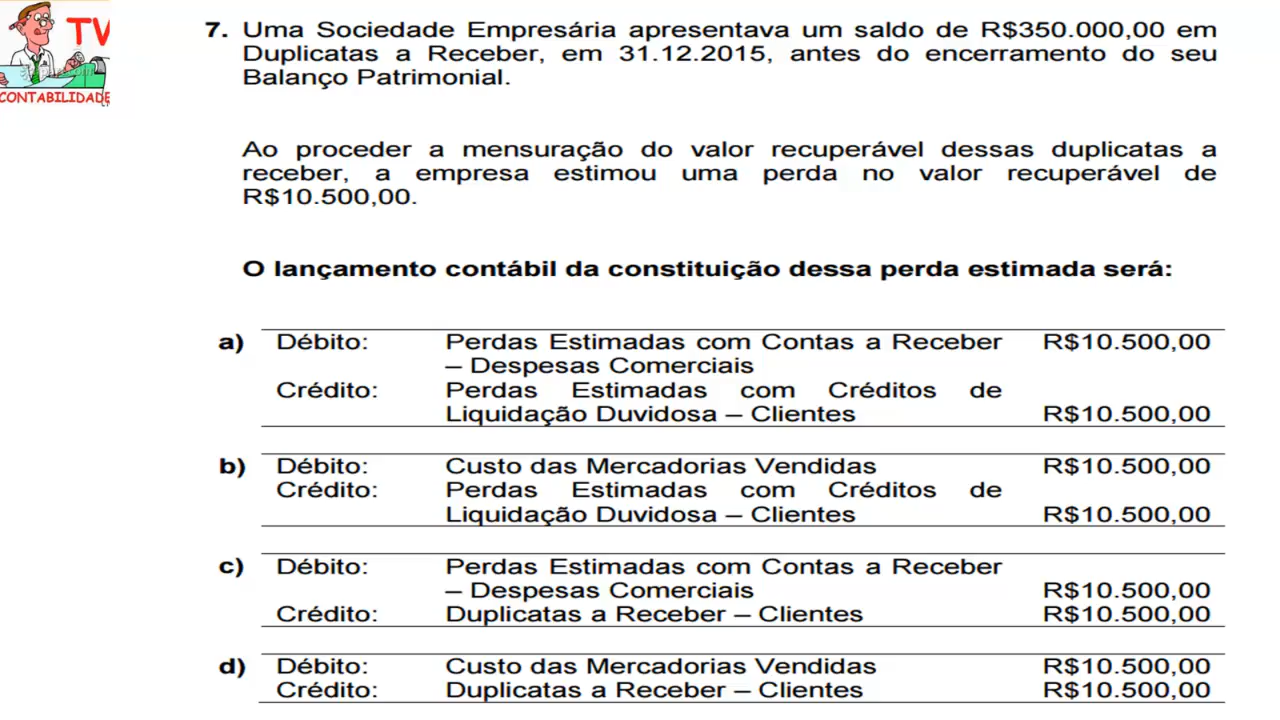 TV
CONTABILIDADE
7. Uma Sociedade Empresária apresentava um saldo de R$350.000,00 em
Duplicatas a Receber, em 31.12.2015, antes do encerramento do seu
Balanço Patrimonial.
Ao proceder a mensuração do valor recuperável dessas duplicatas a
receber, a empresa estimou uma perda no valor recuperável de
R$10.500,00.
O lançamento contábil da constituição dessa perda estimada será:
a) Débito: Perdas Estimadas com Contas a Receber R$10.500,00
– Despesas Comerciais
Crédito: Perdas Estimadas com Créditos de
Liquidação Duvidosa – Clientes R$10.500,00
b) Débito: Custo das Mercadorias Vendidas R$10.500,00
Crédito: Perdas Estimadas com Créditos de
Liquidação Duvidosa – Clientes R$10.500,00
c) Débito: Perdas Estimadas com Contas a Receber
– Despesas Comerciais R$10.500,00
Crédito: Duplicatas a Receber – Clientes R$10.500,00
d) Débito: Custo das Mercadorias Vendidas R$10.500,00
Crédito: Duplicatas a Receber – Clientes R$10.500,00